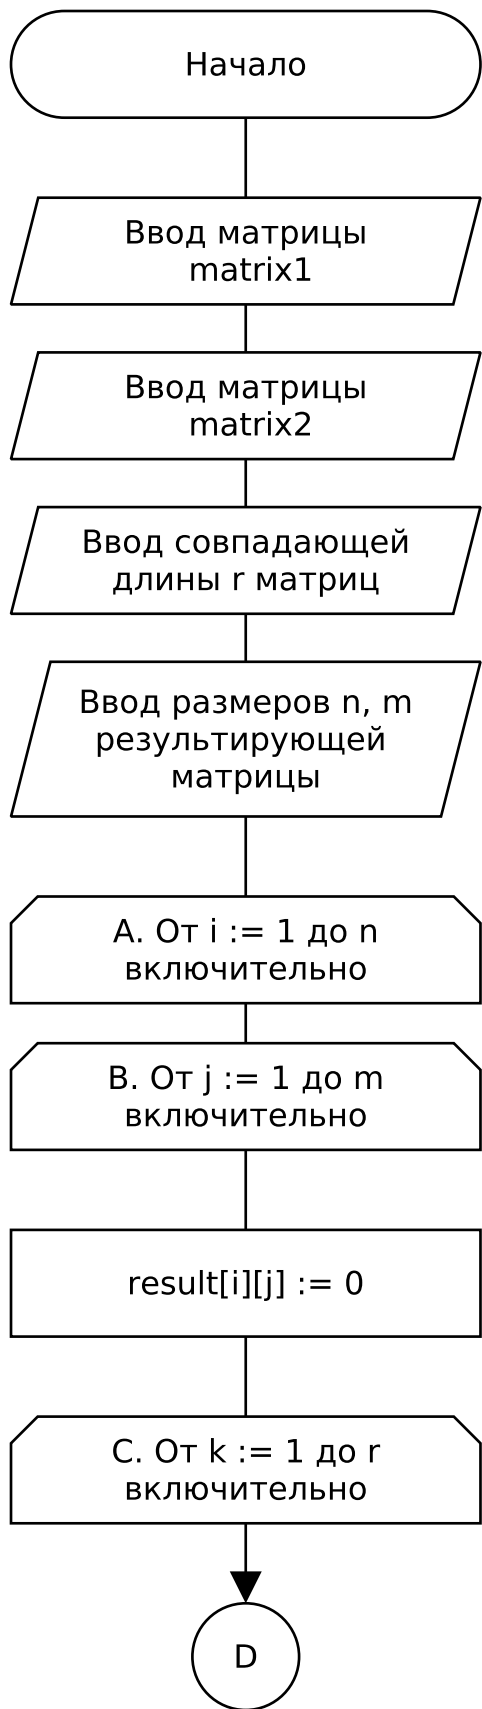 Начало
Ввод матрицы
matrix1
Ввод матрицы
matrix2
Ввод совпадающей
длины r матриц
Ввод размеров n, m
результирующей
матрицы
A. От i := 1 до n
включительно
B. От j := 1 до m
включительно
result[i][j] := 0
C. От k := 1 до r
включительно
D